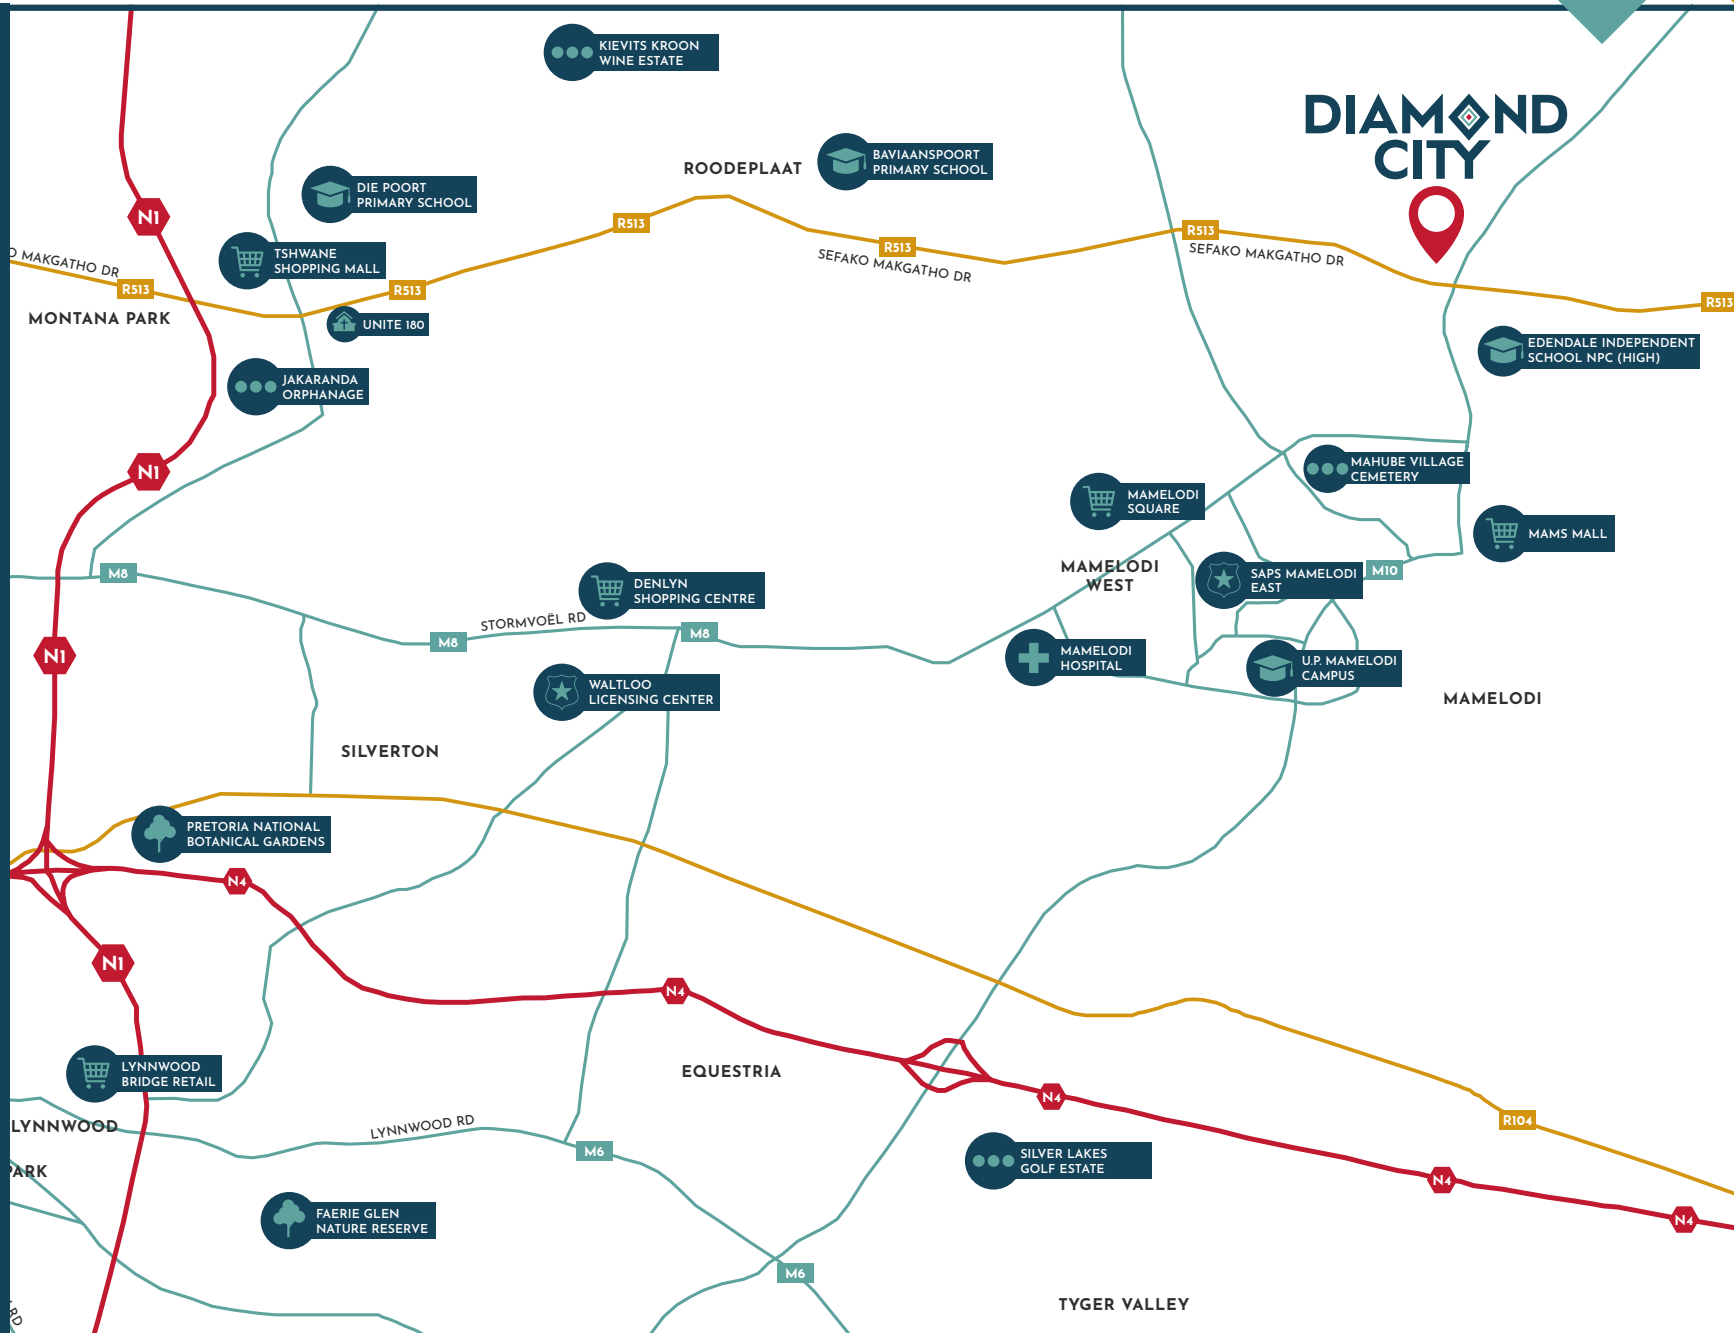 KIEVITS KROON
WINE ESTATE
DIAMOND
CITY
ROODEPLAAT
BAVIAANSPOORT
PRIMARY SCHOOL
DIE POORT
PRIMARY SCHOOL
N1
R513
R513
R513
TSHWANE
SHOPPING MALL
O MAKGATHO DR
SEFAKO MAKGATHO DR
SEFAKO MAKGATHO DR
R513
R513
R513
MONTANA PARK
UNITE 180
EDENDALE INDEPENDENT
SCHOOL NPC (HIGH)
JAKARANDA
ORPHANAGE
N1
MAHUBE VILLAGE
CEMETERY
MAMELODI
SQUARE
MAMS MALL
M8
MAMELODI
WEST
SAPS MAMELODI
EAST
M10
DENLYN
SHOPPING CENTRE
STORMVOËL RD
M8
M8
N1
MAMELODI
HOSPITAL
U.P. MAMELODI
CAMPUS
WALTLOO
LICENSING CENTER
MAMELODI
SILVERTON
PRETORIA NATIONAL
BOTANICAL GARDENS
N4
N1
N4
LYNNWOOD
BRIDGE RETAIL
EQUESTRIA
N4
LYNNWOOD
PARK
LYNNWOOD RD
M6
R104
SILVER LAKES
GOLF ESTATE
N4
FAERIE GLEN
NATURE RESERVE
N4
M6
TYGER VALLEY
RD